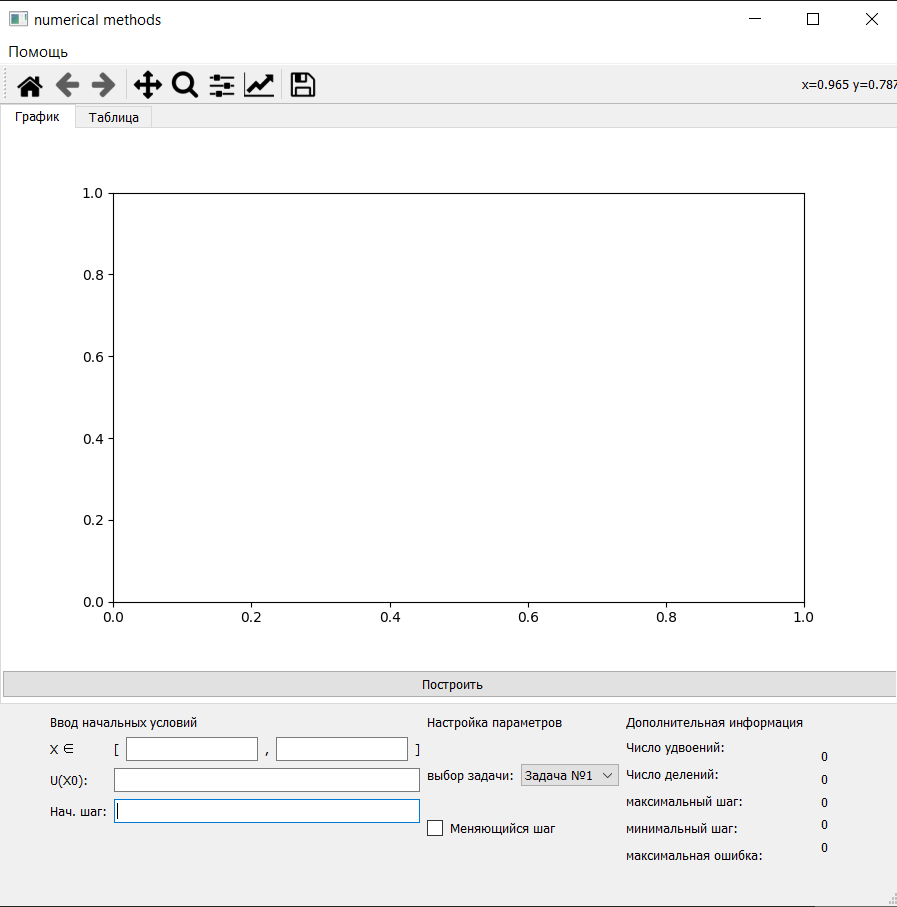 numerical methods
Помощь
x=0.965 y=0.787
График Таблица
1.0
0.8
0.6
0.4
0.2
0.0
0.0 0.2 0.4 0.6 0.8 1.0
Построить
Ввод начальных условий Настройка параметров Дополнительная информация
X ∈ [ , ]
U(X0):
Нач. шаг:
выбор задачи: Задача №1
Меняющийся шаг
Число удвоений: 0
Число делений: 0
максимальный шаг: 0
минимальный шаг: 0
максимальная ошибка: 0